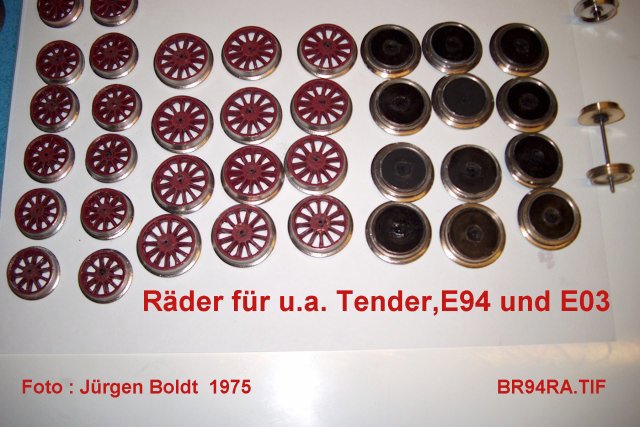 Räder für u.a. Tender,E94 und E03
Foto : Jürgen Boldt  1975
BR94RA.TIF